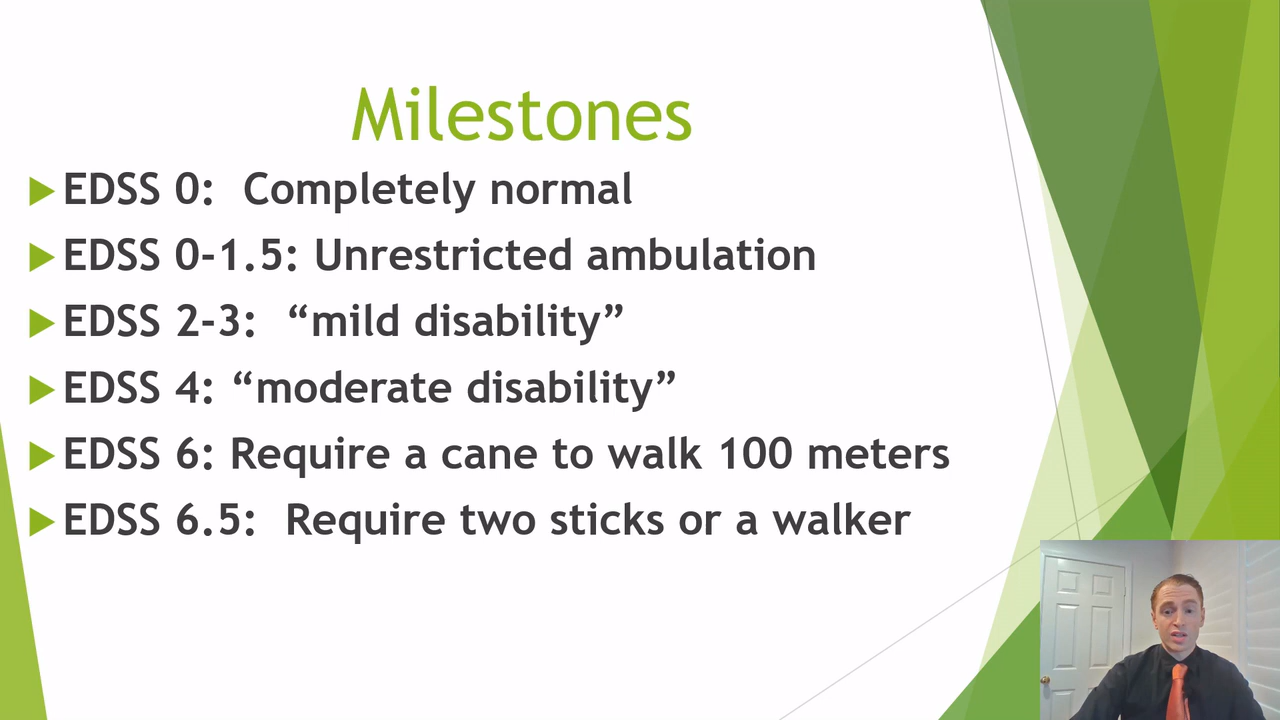 Milestones
EDSS 0: Completely normal
EDSS 0-1.5: Unrestricted ambulation
EDSS 2-3: “mild disability”
EDSS 4: “moderate disability”
EDSS 6: Require a cane to walk 100 meters
EDSS 6.5: Require two sticks or a walker